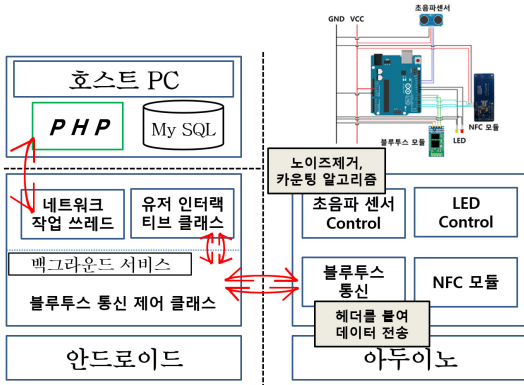 호스트 PC
PHP
My SQL
네트워크
작업 쓰레드
유저 인터랙
티브 클래스
백그라운드 서비스
블루투스 통신 제어 클래스
안드로이드
GND VCC
초음파센서
NFC 모듈
블루투스 모듈
LED
노이즈제거,
카운팅 알고리즘
초음파 센서
Control
LED
Control
블루투스
통신
NFC 모듈
헤더를 붙여
데이터 전송
아두이노